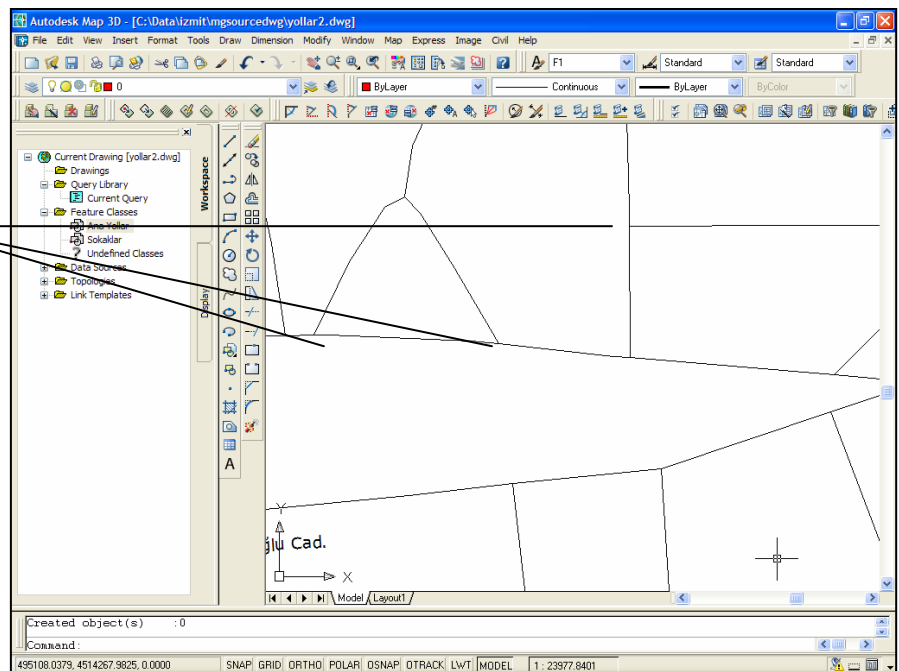 Autodesk Map 3D - [C:\Data\izmit\mgsourcedwg\yollar2.dwg]
File Edit View Insert Format Tools Draw Dimension Modify Window Map Express Image Civil Help
F1 Standard Standard
0 ByLayer Continuous ByLayer ByColor
Current Drawing [yollar2.dwg]
Drawings
Query Library
Current Query
Feature Classes
Ana Yollar
Sokaklar
Undefined Classes
Data Sources
Topologies
Link Templates
Workspace
Display
A
Y
ğlu Cad.
X
Model Layout1
Created object(s) :0
Command:
495108.0379, 4514267.9825, 0.0000 SNAP GRID ORTHO POLAR OSNAP OTRACK LWT MODEL 1 : 23977.8401